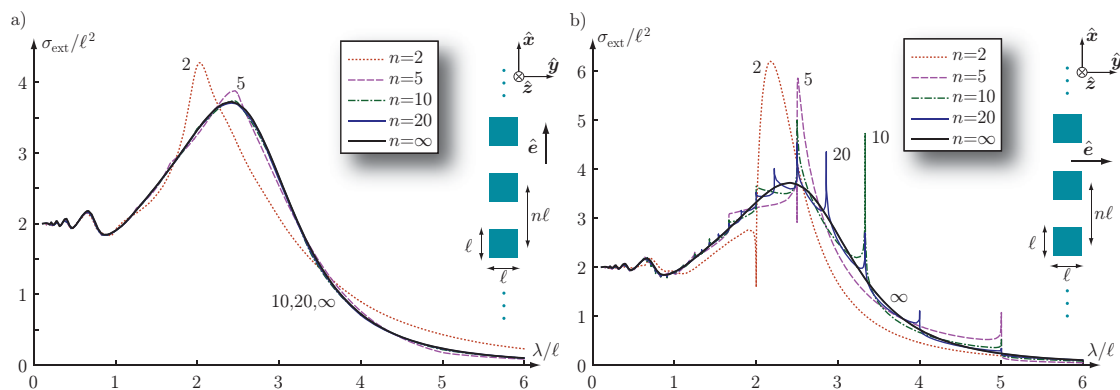 a)
σ_ext/ℓ²
x̂
ŷ
ẑ
n=2
n=5
n=10
n=20
n=∞
2
5
10,20,∞
ê
nℓ
ℓ
ℓ
4
3
2
1
0
0 1 2 3 4 5 6
λ/ℓ
b)
σ_ext/ℓ²
x̂
ŷ
ẑ
n=2
n=5
n=10
n=20
n=∞
2
5
20
10
∞
ê
nℓ
ℓ
ℓ
6
5
4
3
2
1
0
0 1 2 3 4 5 6
λ/ℓ